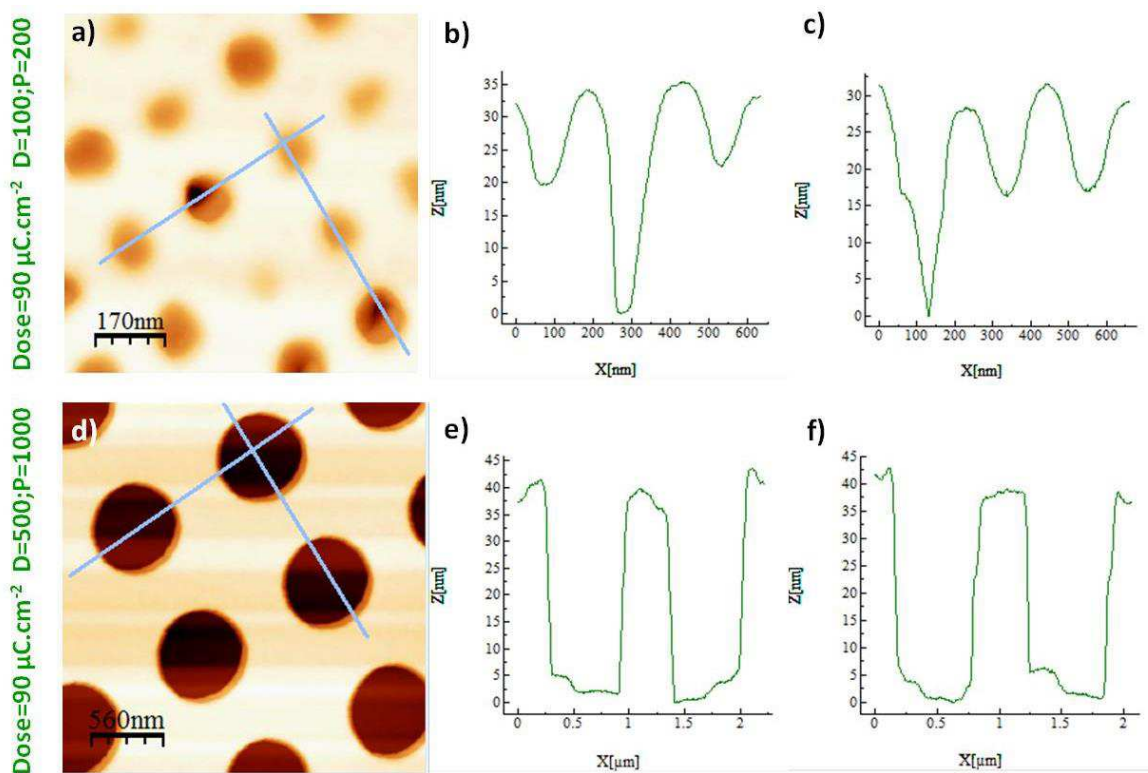 Dose=90 µC.cm⁻² D=100;P=200
a)
170nm
b)
Z[nm]
35
30
25
20
15
10
5
0
0 100 200 300 400 500 600
X[nm]
c)
Z[nm]
30
25
20
15
10
5
0
0 100 200 300 400 500 600
X[nm]
Dose=90 µC.cm⁻² D=500;P=1000
d)
560nm
e)
Z[nm]
45
40
35
30
25
20
15
10
5
0
0 0.5 1 1.5 2
X[µm]
f)
Z[nm]
45
40
35
30
25
20
15
10
5
0
0 0.5 1 1.5 2
X[µm]